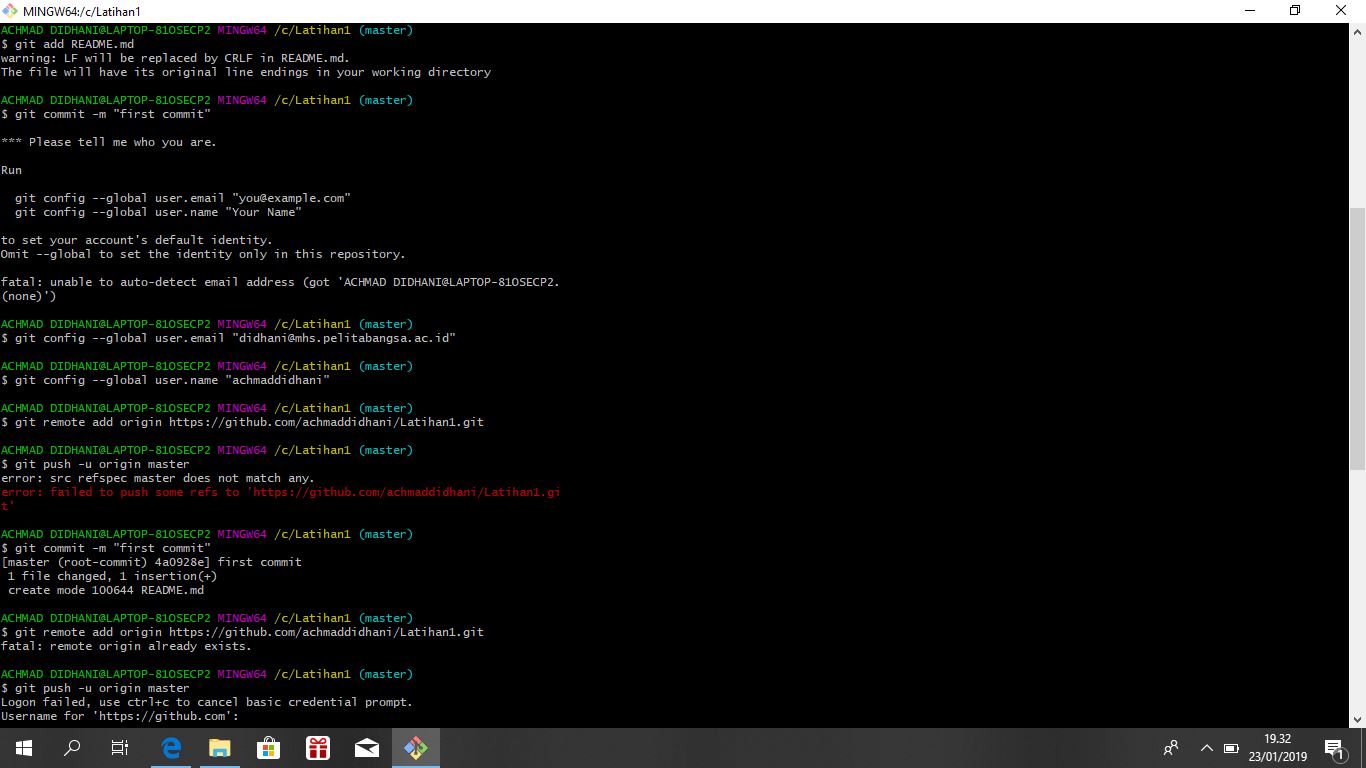 MINGW64:/c/Latihan1
ACHMAD DIDHANI@LAPTOP-81OSECP2 MINGW64 /c/Latihan1 (master)
$ git add README.md
warning: LF will be replaced by CRLF in README.md.
The file will have its original line endings in your working directory
ACHMAD DIDHANI@LAPTOP-81OSECP2 MINGW64 /c/Latihan1 (master)
$ git commit -m "first commit"
*** Please tell me who you are.
Run
git config --global user.email "you@example.com"
git config --global user.name "Your Name"
to set your account's default identity.
Omit --global to set the identity only in this repository.
fatal: unable to auto-detect email address (got 'ACHMAD DIDHANI@LAPTOP-81OSECP2.
(none)')
ACHMAD DIDHANI@LAPTOP-81OSECP2 MINGW64 /c/Latihan1 (master)
$ git config --global user.email "didhani@mhs.pelitabangsa.ac.id"
ACHMAD DIDHANI@LAPTOP-81OSECP2 MINGW64 /c/Latihan1 (master)
$ git config --global user.name "achmaddidhani"
ACHMAD DIDHANI@LAPTOP-81OSECP2 MINGW64 /c/Latihan1 (master)
$ git remote add origin https://github.com/achmaddidhani/Latihan1.git
ACHMAD DIDHANI@LAPTOP-81OSECP2 MINGW64 /c/Latihan1 (master)
$ git push -u origin master
error: src refspec master does not match any.
error: failed to push some refs to 'https://github.com/achmaddidhani/Latihan1.gi
t'
ACHMAD DIDHANI@LAPTOP-81OSECP2 MINGW64 /c/Latihan1 (master)
$ git commit -m "first commit"
[master (root-commit) 4a0928e] first commit
1 file changed, 1 insertion(+)
create mode 100644 README.md
ACHMAD DIDHANI@LAPTOP-81OSECP2 MINGW64 /c/Latihan1 (master)
$ git remote add origin https://github.com/achmaddidhani/Latihan1.git
fatal: remote origin already exists.
ACHMAD DIDHANI@LAPTOP-81OSECP2 MINGW64 /c/Latihan1 (master)
$ git push -u origin master
Logon failed, use ctrl+c to cancel basic credential prompt.
Username for 'https://github.com':
19.32
23/01/2019
1